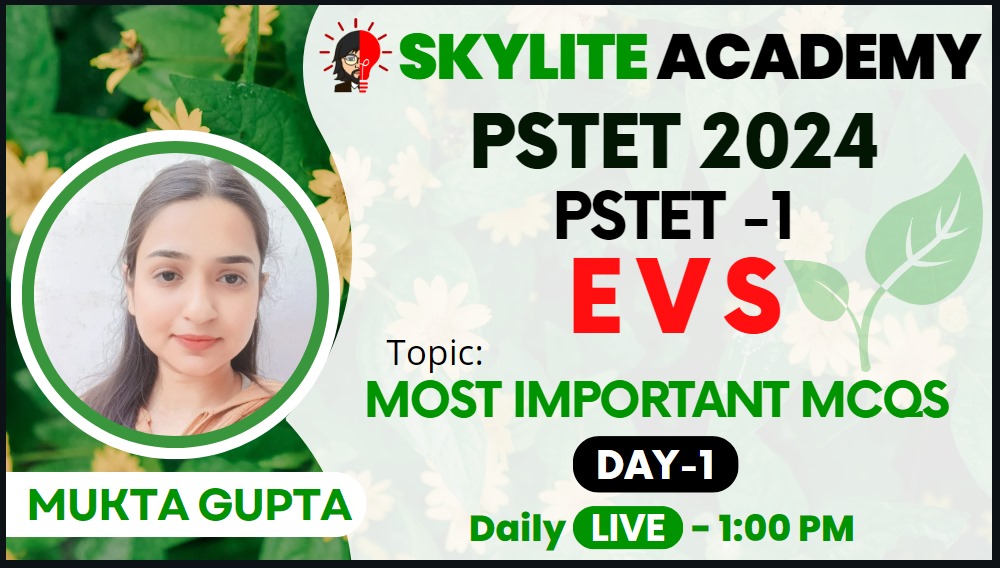 SKYLITE ACADEMY
PSTET 2024
PSTET -1
EVS
Topic:
MOST IMPORTANT MCQS
DAY-1
Daily LIVE - 1:00 PM
MUKTA GUPTA